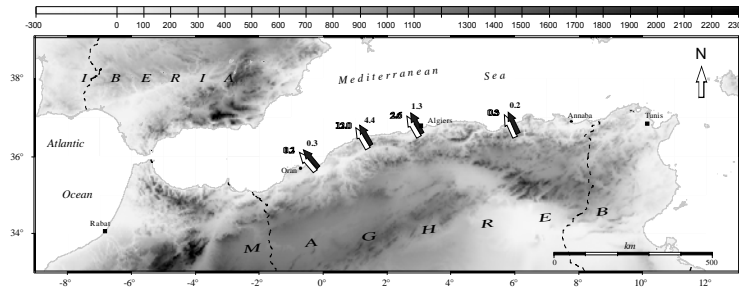 -300 0 100 200 300 400 500 600 700 800 900 1000 1100 1200 1300 1400 1500 1600 1700 1800 1900 2000 2100 2200 2300
N
38°
I B E R I A
Mediterranean Sea
1.3
0.2
4.4
Algiers
Annaba
Tunis
Atlantic
0.3
36°
Oran
Ocean
Rabat
34°
M A G H R E B
km
0 500
-8° -6° -4° -2° 0° 2° 4° 6° 8° 10° 12°